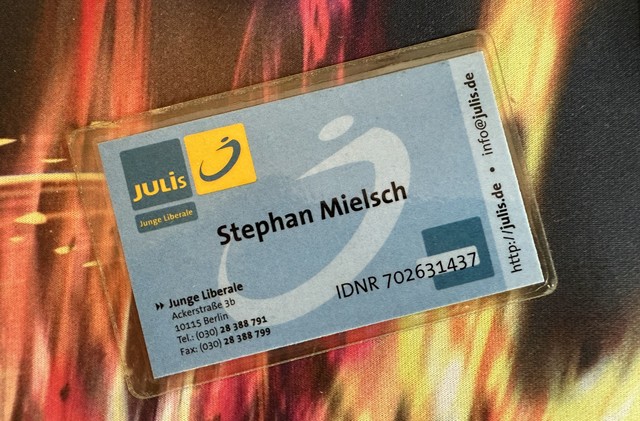 JULIS
Junge Liberale
Stephan Mielsch
IDNR 702631437
Junge Liberale
Ackerstraße 3b
10115 Berlin
Tel.: (030) 28 388 791
Fax: (030) 28 388 799
http://julis.de • info@julis.de